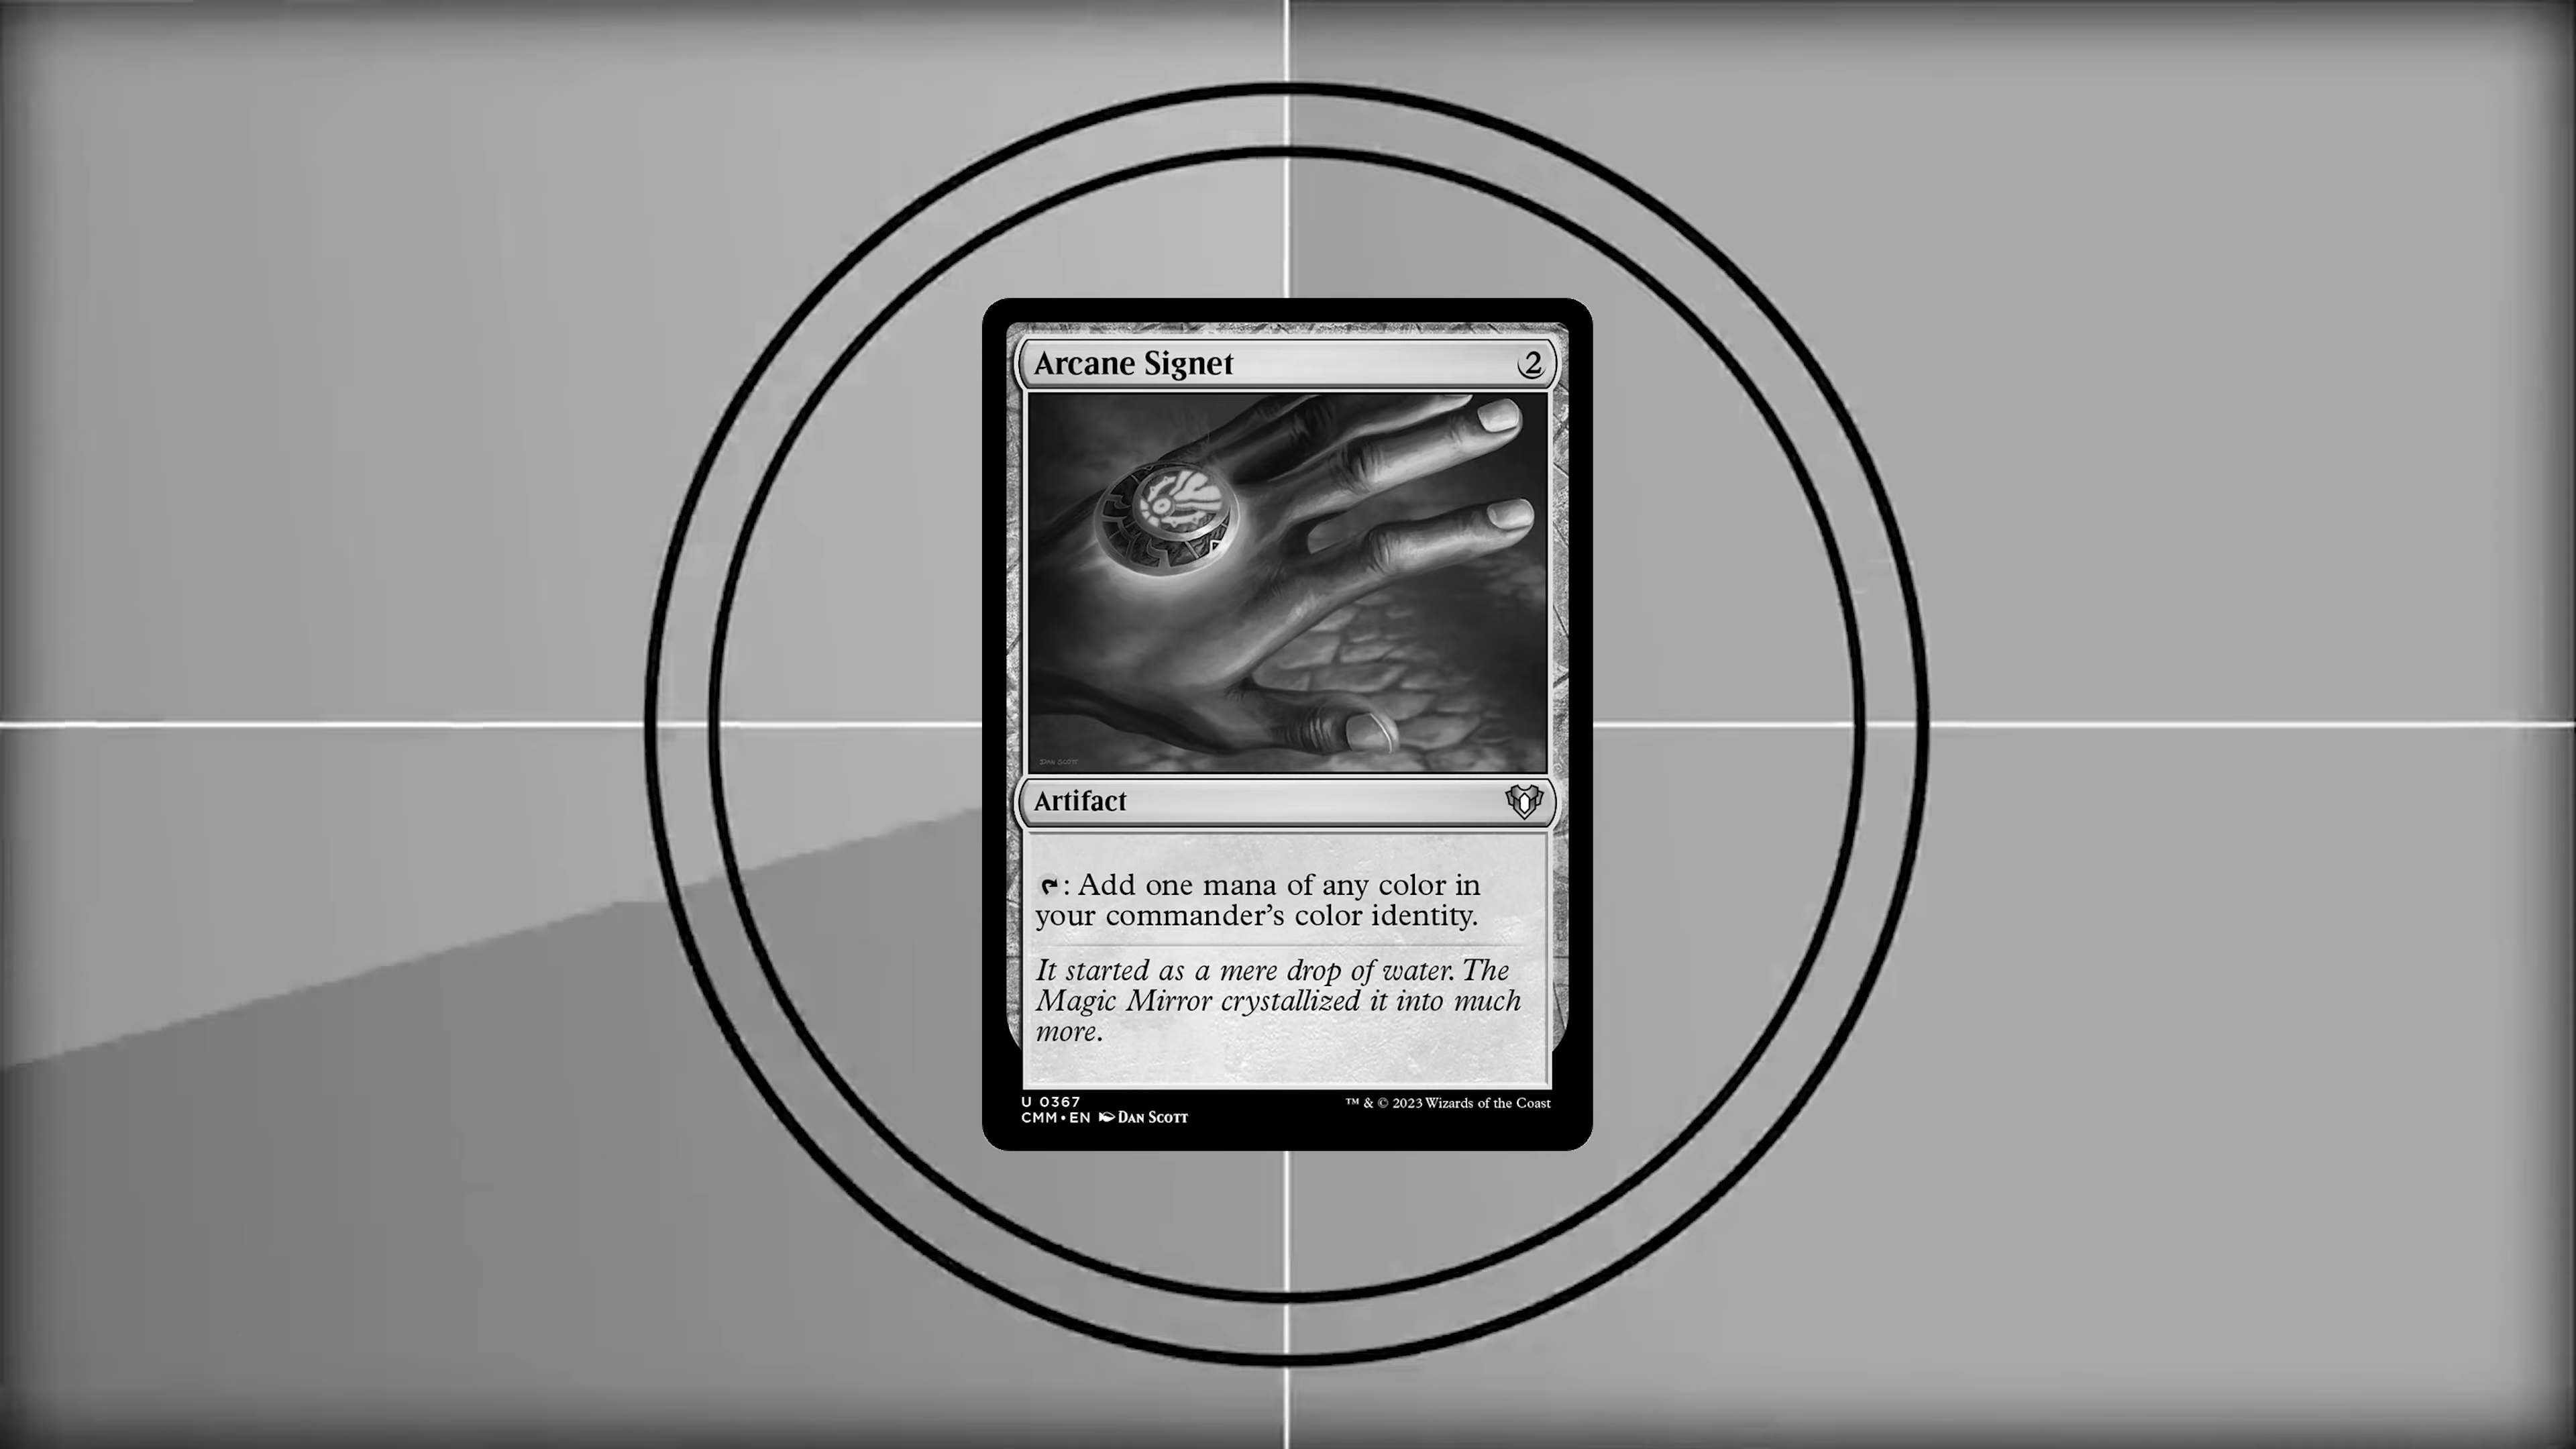 Arcane Signet 2
DAN SCOTT
Artifact
: Add one mana of any color in
your commander's color identity.
It started as a mere drop of water. The
Magic Mirror crystallized it into much
more.
U 0367
CMM • EN Dan Scott
™ & © 2023 Wizards of the Coast